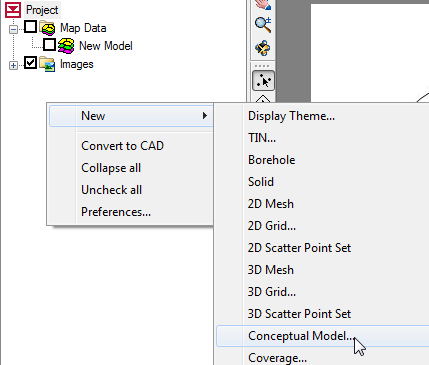 Project
Map Data
New Model
Images
New
Convert to CAD
Collapse all
Uncheck all
Preferences...
Display Theme...
TIN...
Borehole
Solid
2D Mesh
2D Grid...
2D Scatter Point Set
3D Mesh
3D Grid...
3D Scatter Point Set
Conceptual Model...
Coverage...